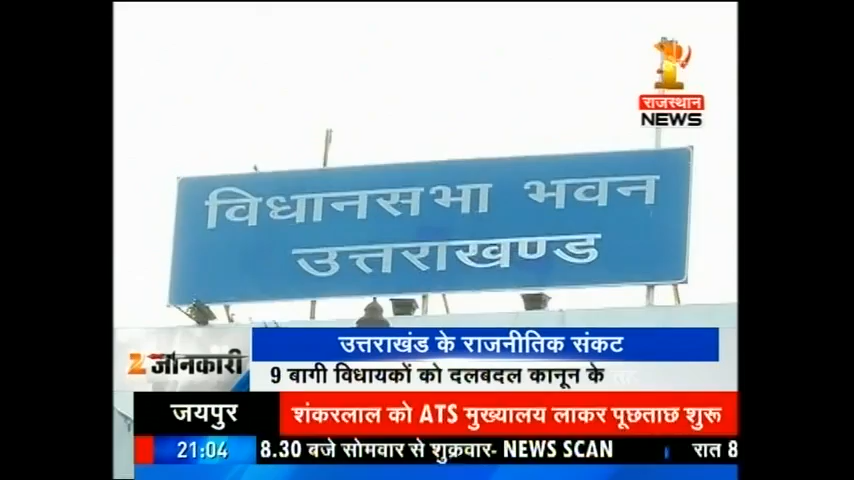 राजस्थान
NEWS
विधानसभा भवन
उत्तराखण्ड
उत्तराखंड के राजनीतिक संकट
जानकारी
9 बागी विधायकों को दलबदल कानून के
जयपुर
शंकरलाल को ATS मुख्यालय लाकर पूछताछ शुरू
21:04
8.30 बजे सोमवार से शुक्रवार- NEWS SCAN
रात 8